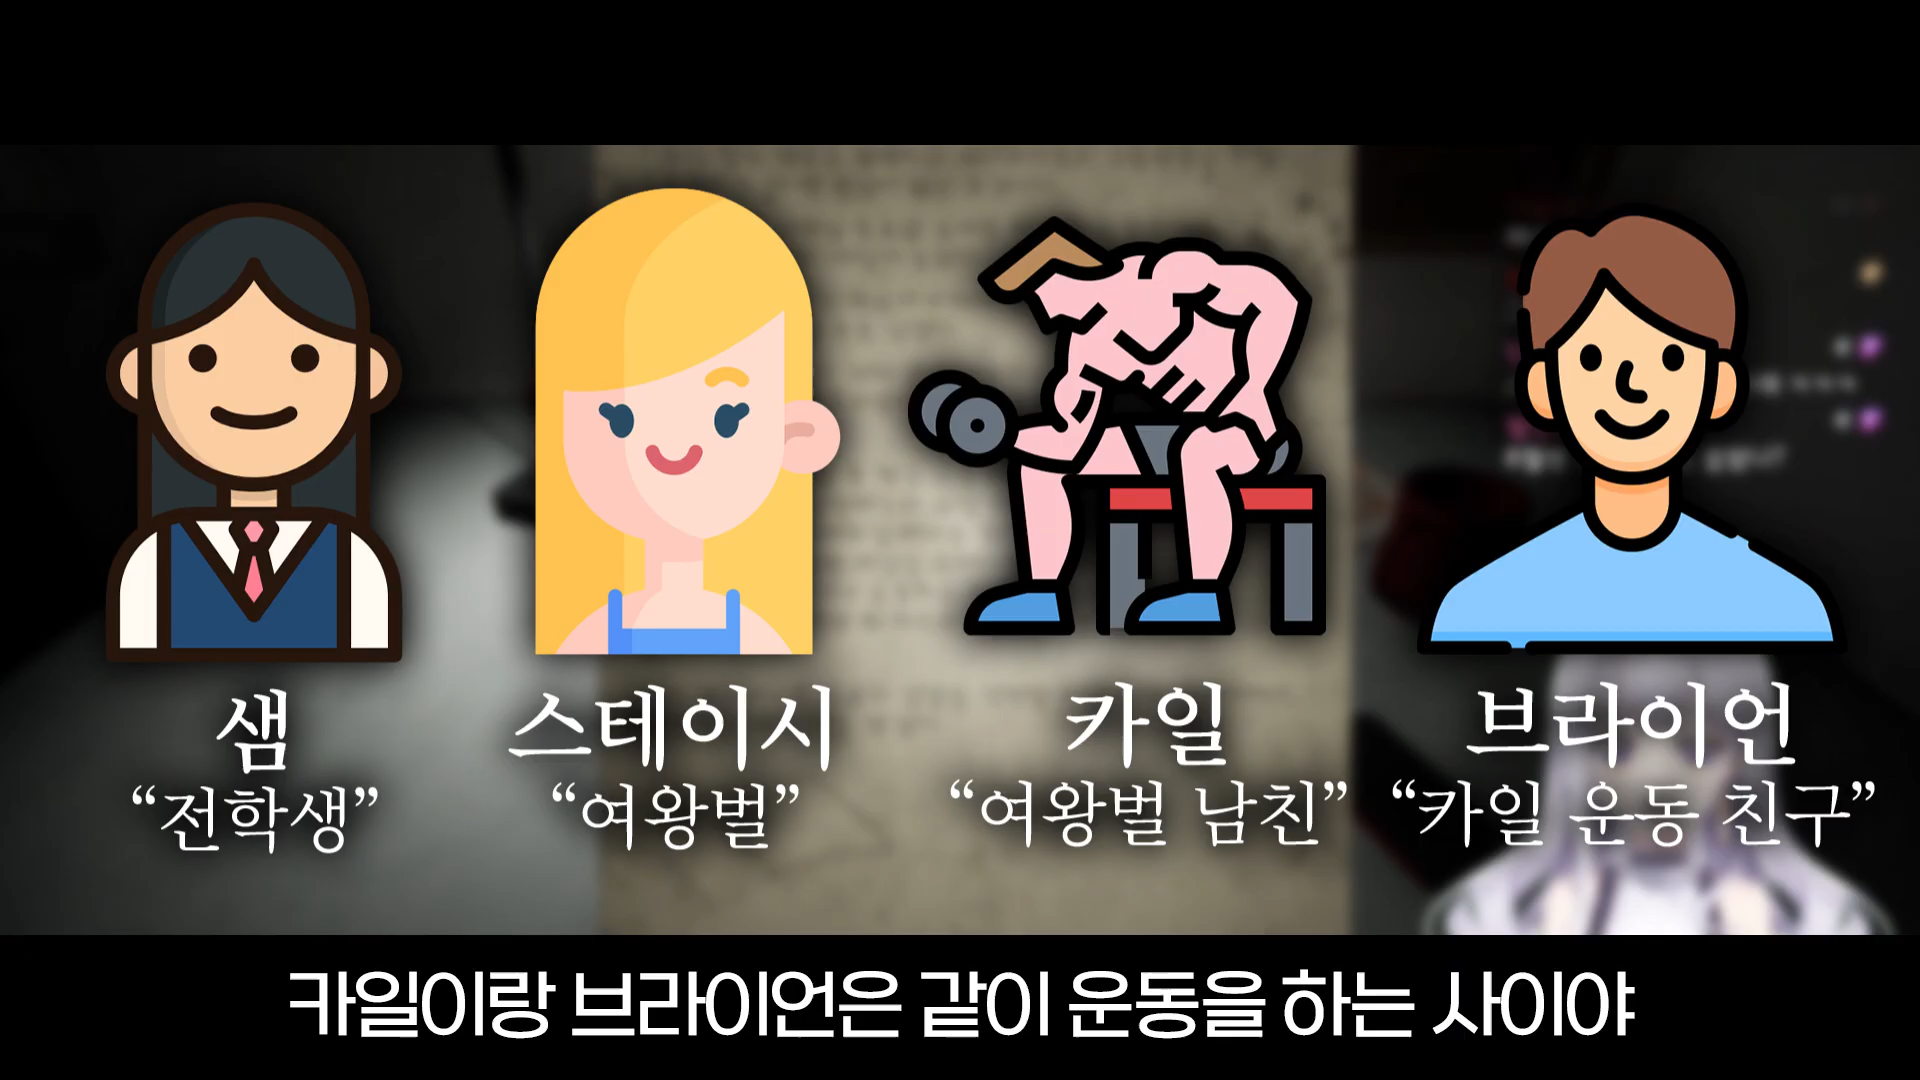 샘
스테이시
카일
브라이언
“전학생”
“여왕벌”
“여왕벌 남친”
“카일 운동 친구”
카일이랑 브라이언은 같이 운동을 하는 사이야